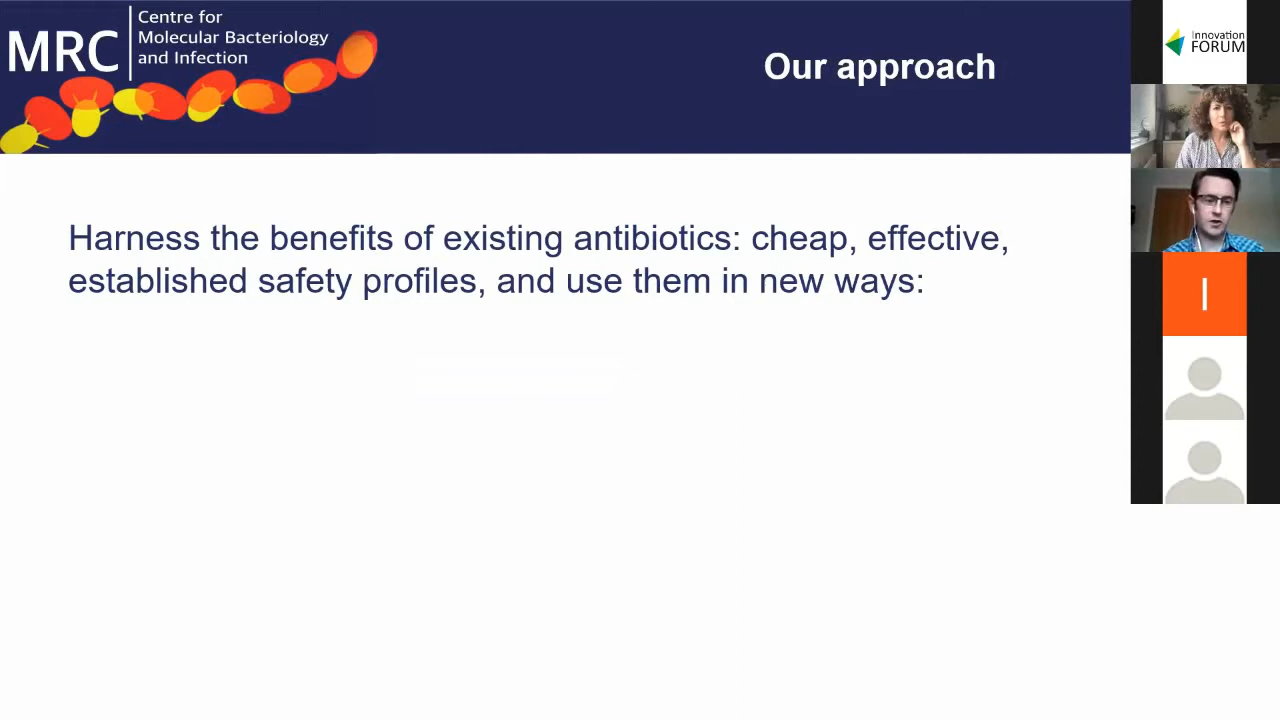 MRC
Centre for
Molecular Bacteriology
and Infection
Our approach
Innovation
FORUM
Harness the benefits of existing antibiotics: cheap, effective,
established safety profiles, and use them in new ways:
I